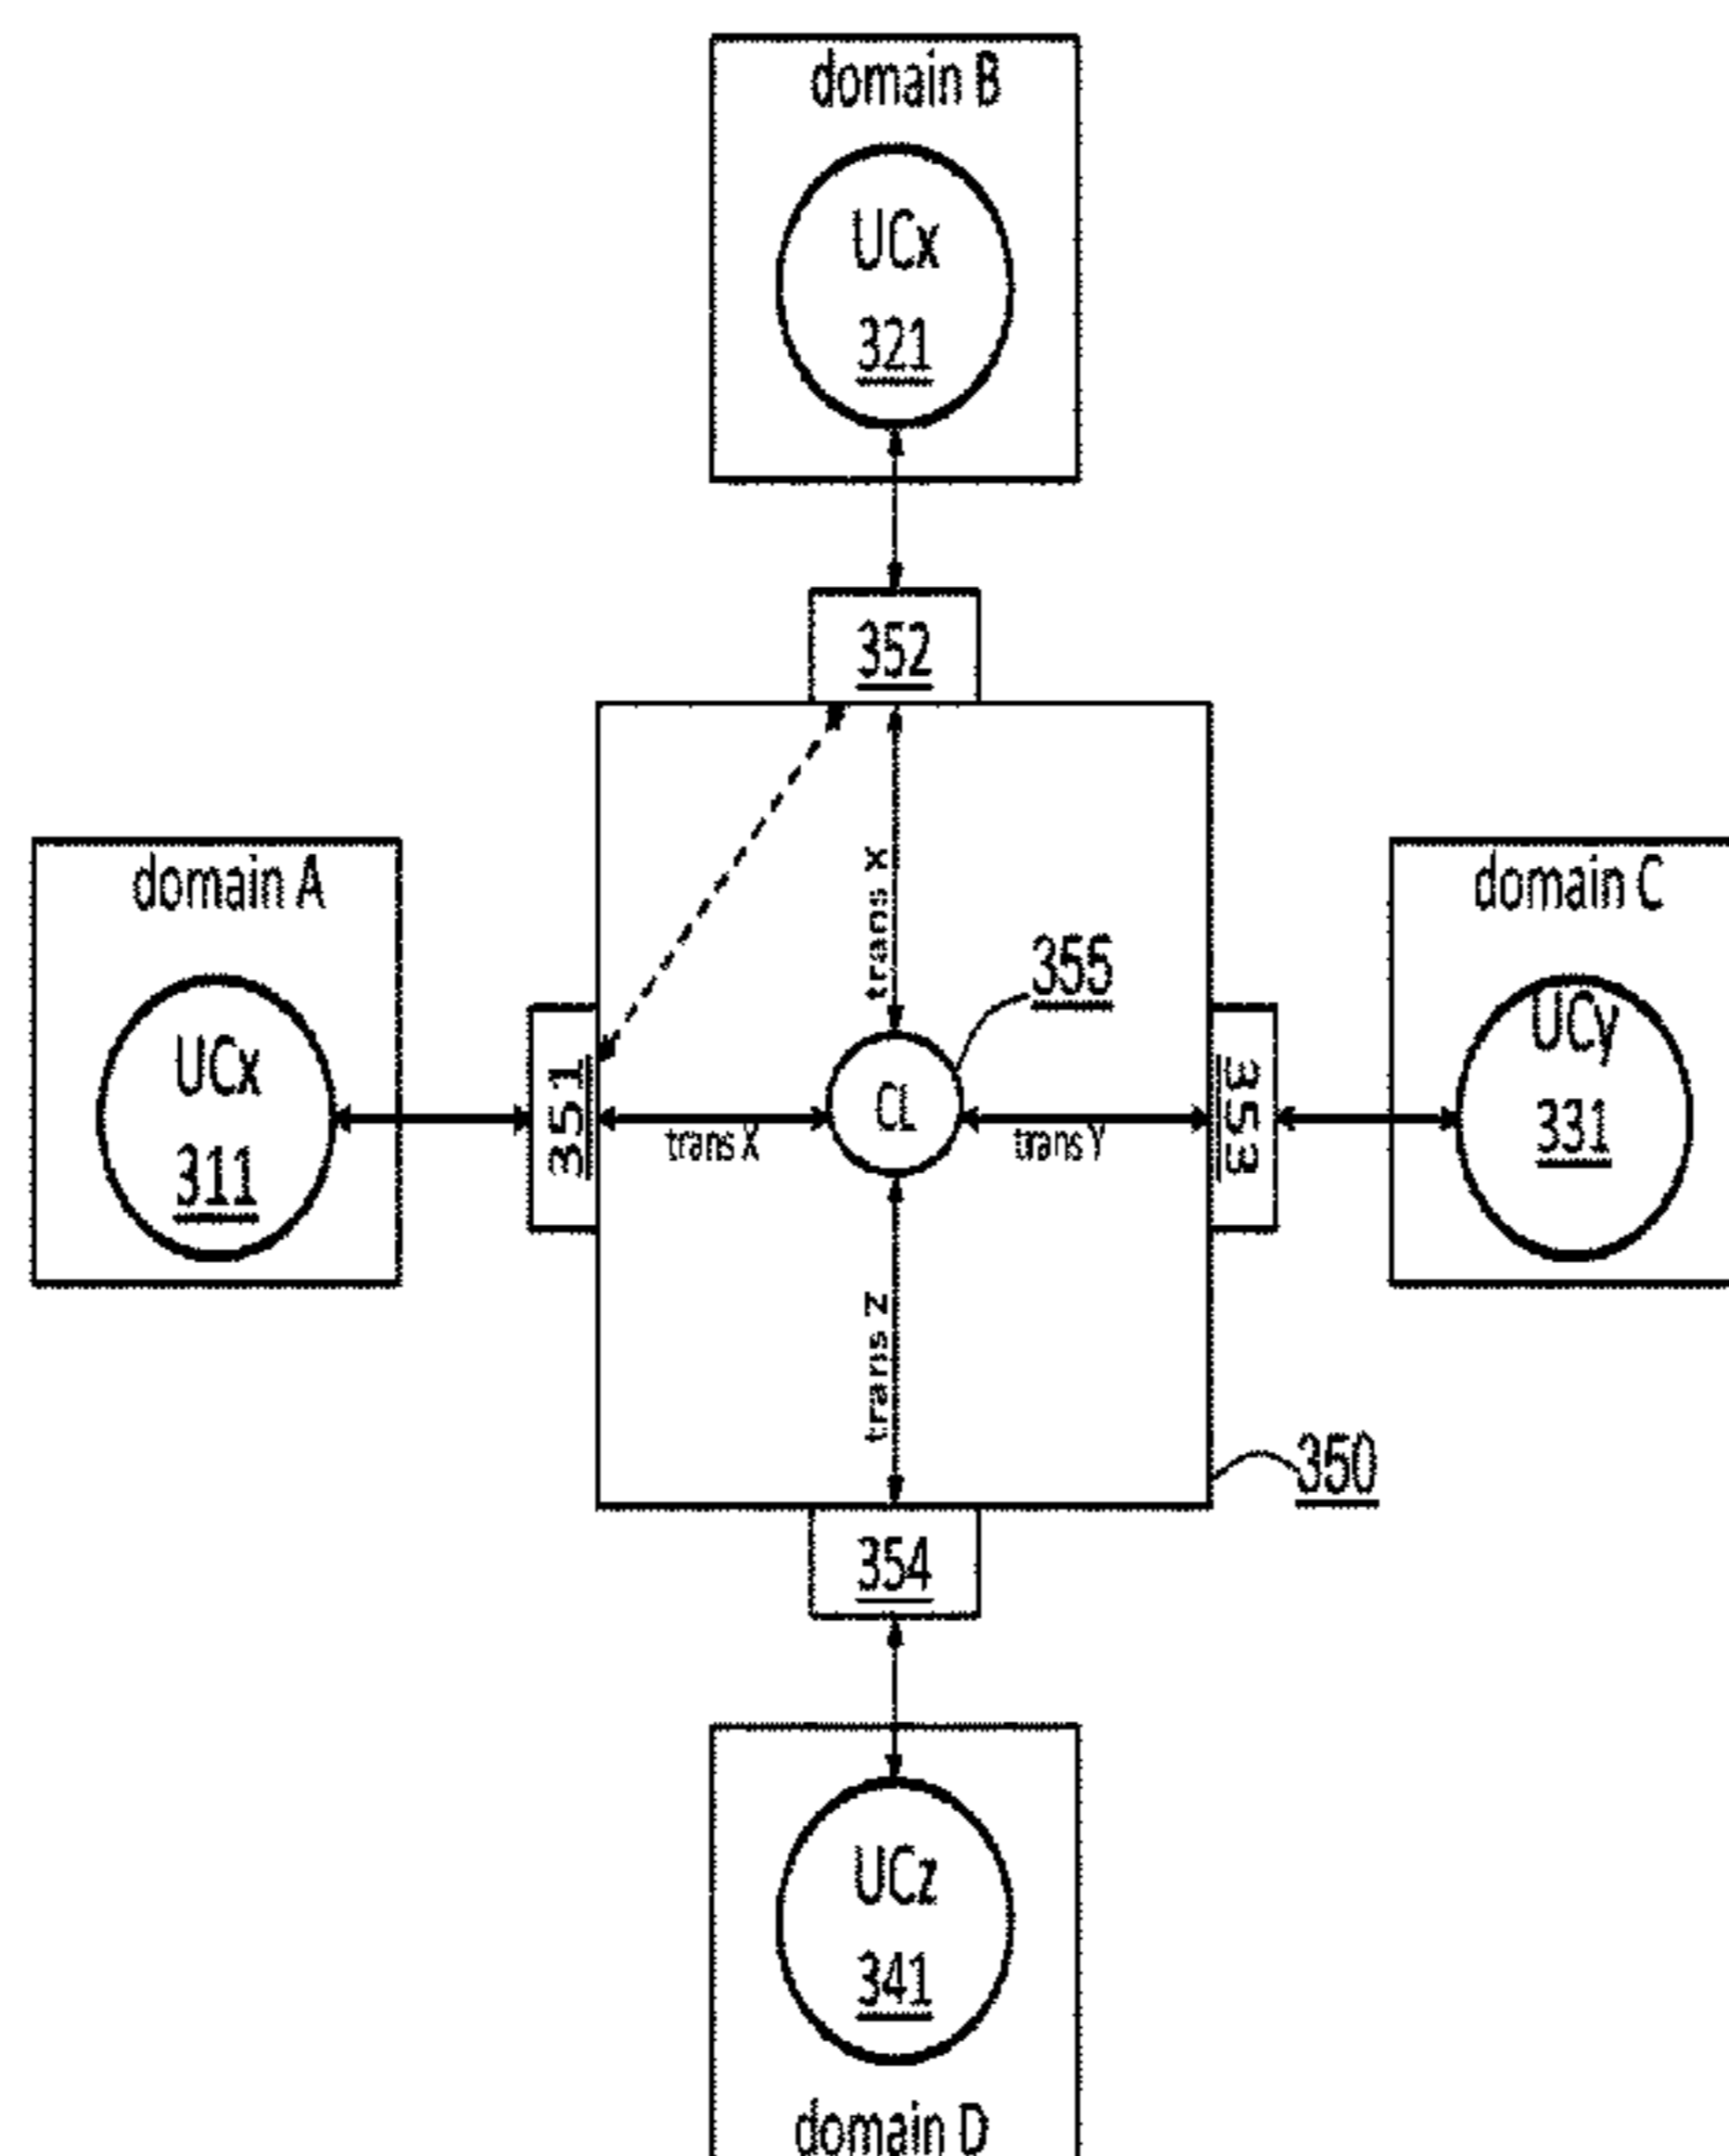 domain B
UCx
321
352
domain A
UCx
311
351
trans X
trans X
355
CL
trans Y
353
domain C
UCy
331
trans Z
350
354
UCz
341
domain D